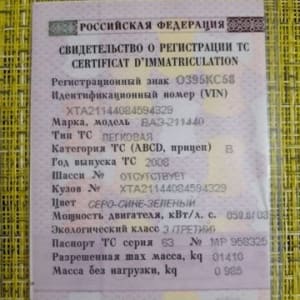 РОССИЙСКАЯ ФЕДЕРАЦИЯ
СВИДЕТЕЛЬСТВО О РЕГИСТРАЦИИ ТС
CERTIFICAT D'IMMATRICULATION
Регистрационный знак О395КС58
Идентификационный номер (VIN)
XTA21144084594329
Марка, модель ВАЗ-211440
Тип ТС ЛЕГКОВАЯ
Категория ТС (ABCD, прицеп) B
Год выпуска ТС 2008
Шасси № ОТСУТСТВУЕТ
Кузов № XTA21144084594329
Цвет СЕРО-СИНЕ-ЗЕЛЕНЫЙ
Мощность двигателя, кВт/л. с.
Экологический класс 3 /ТРЕТИЙ
Паспорт ТС серия 63 № МР 958325
Разрешенная max масса, kg 01410
Масса без нагрузки, kg 0 985